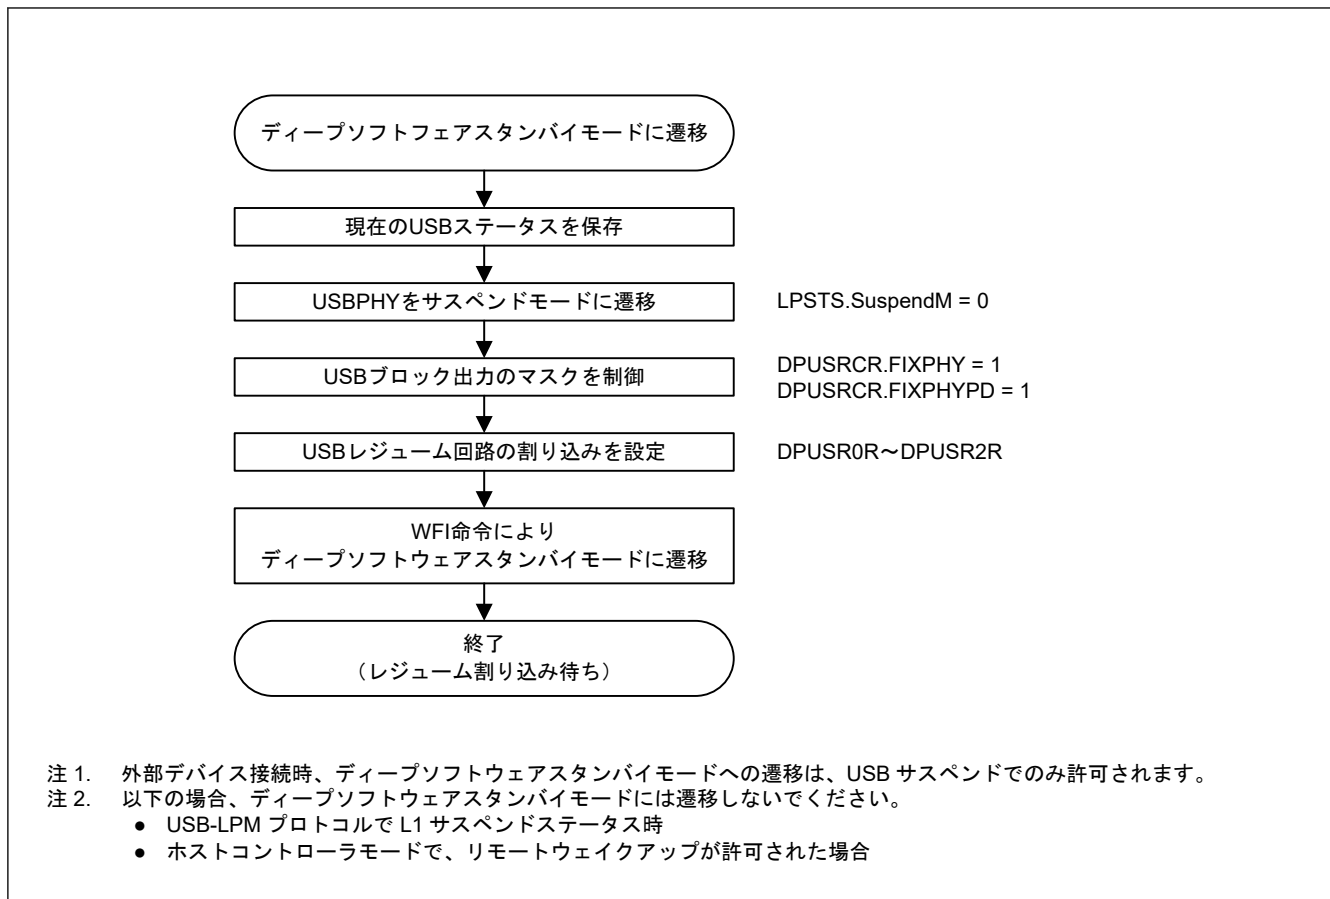 ディープソフトフェアスタンバイモードに遷移
現在のUSBステータスを保存
USBPHYをサスペンドモードに遷移
LPSTS.SuspendM = 0
USBブロック出力のマスクを制御
DPUSRCR.FIXPHY = 1
DPUSRCR.FIXPHYPD = 1
USBレジューム回路の割り込みを設定
DPUSR0R～DPUSR2R
WFI命令により
ディープソフトウェアスタンバイモードに遷移
終了
（レジューム割り込み待ち）
注 1. 外部デバイス接続時、ディープソフトウェアスタンバイモードへの遷移は、USB サスペンドでのみ許可されます。
注 2. 以下の場合、ディープソフトウェアスタンバイモードには遷移しないでください。
● USB-LPM プロトコルで L1 サスペンドステータス時
● ホストコントローラモードで、リモートウェイクアップが許可された場合